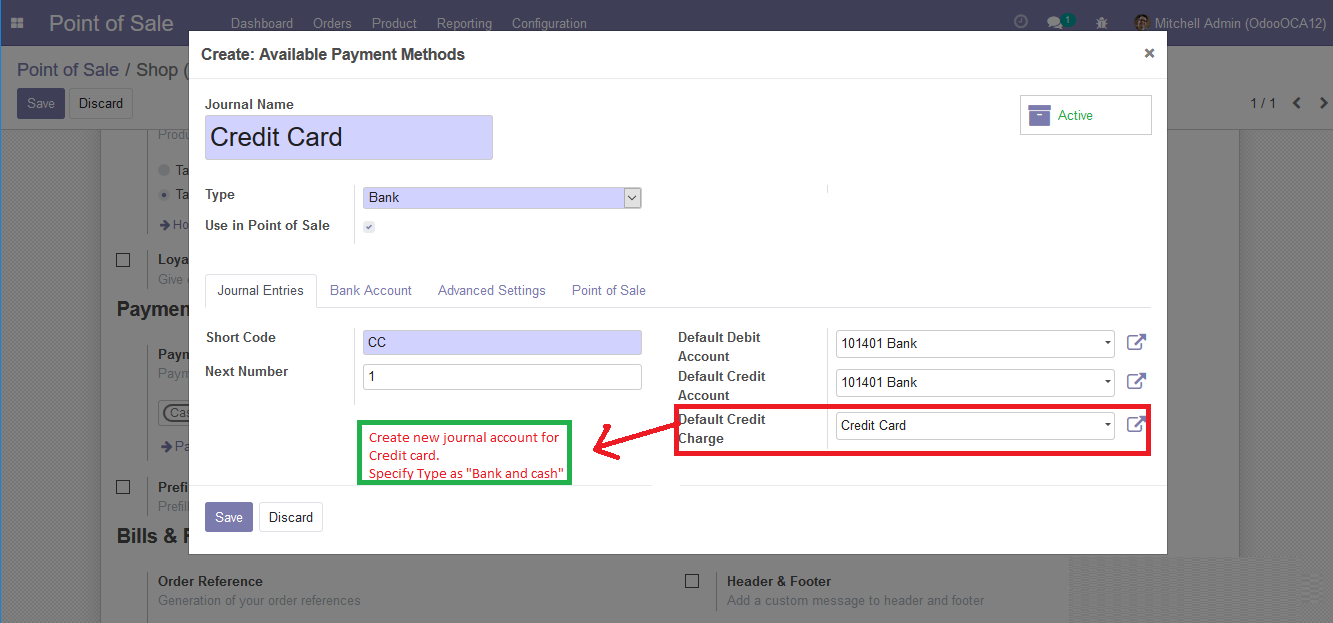 Point of Sale
Dashboard Orders Product Reporting Configuration
1 Mitchell Admin (OdooOCA12)
Point of Sale / Shop (
Save Discard
1 / 1
Create: Available Payment Methods
×
Journal Name
Credit Card
Active
Type
Bank
Use in Point of Sale
Journal Entries Bank Account Advanced Settings Point of Sale
Short Code
CC
Next Number
1
Default Debit
Account
101401 Bank
Default Credit
Account
101401 Bank
Default Credit
Charge
Credit Card
Create new journal account for
Credit card.
Specify Type as "Bank and cash"
Save Discard
Produ
Ta
Ta
Ho
Loya
Give
Paymen
Paym
Paym
Cas
Pa
Prefi
Prefill
Bills &
Order Reference
Generation of your order references
Header & Footer
Add a custom message to header and footer